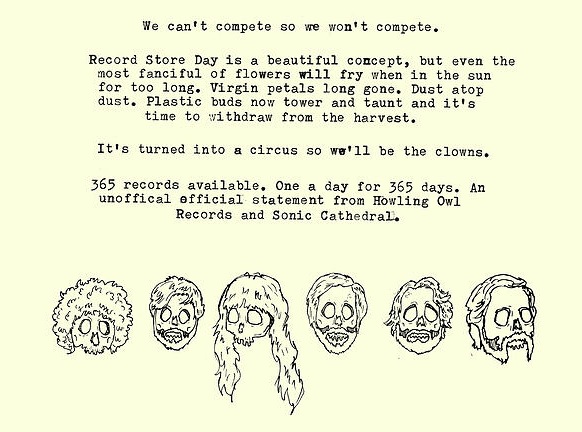 We can't compete so we won't compete.
Record Store Day is a beautiful concept, but even the
most fanciful of flowers will fry when in the sun
for too long. Virgin petals long gone. Dust atop
dust. Plastic buds now tower and taunt and it's
time to withdraw from the harvest.
It's turned into a circus so we'll be the clowns.
365 records available. One a day for 365 days. An
unoffical official statement from Howling Owl
Records and Sonic Cathedral.